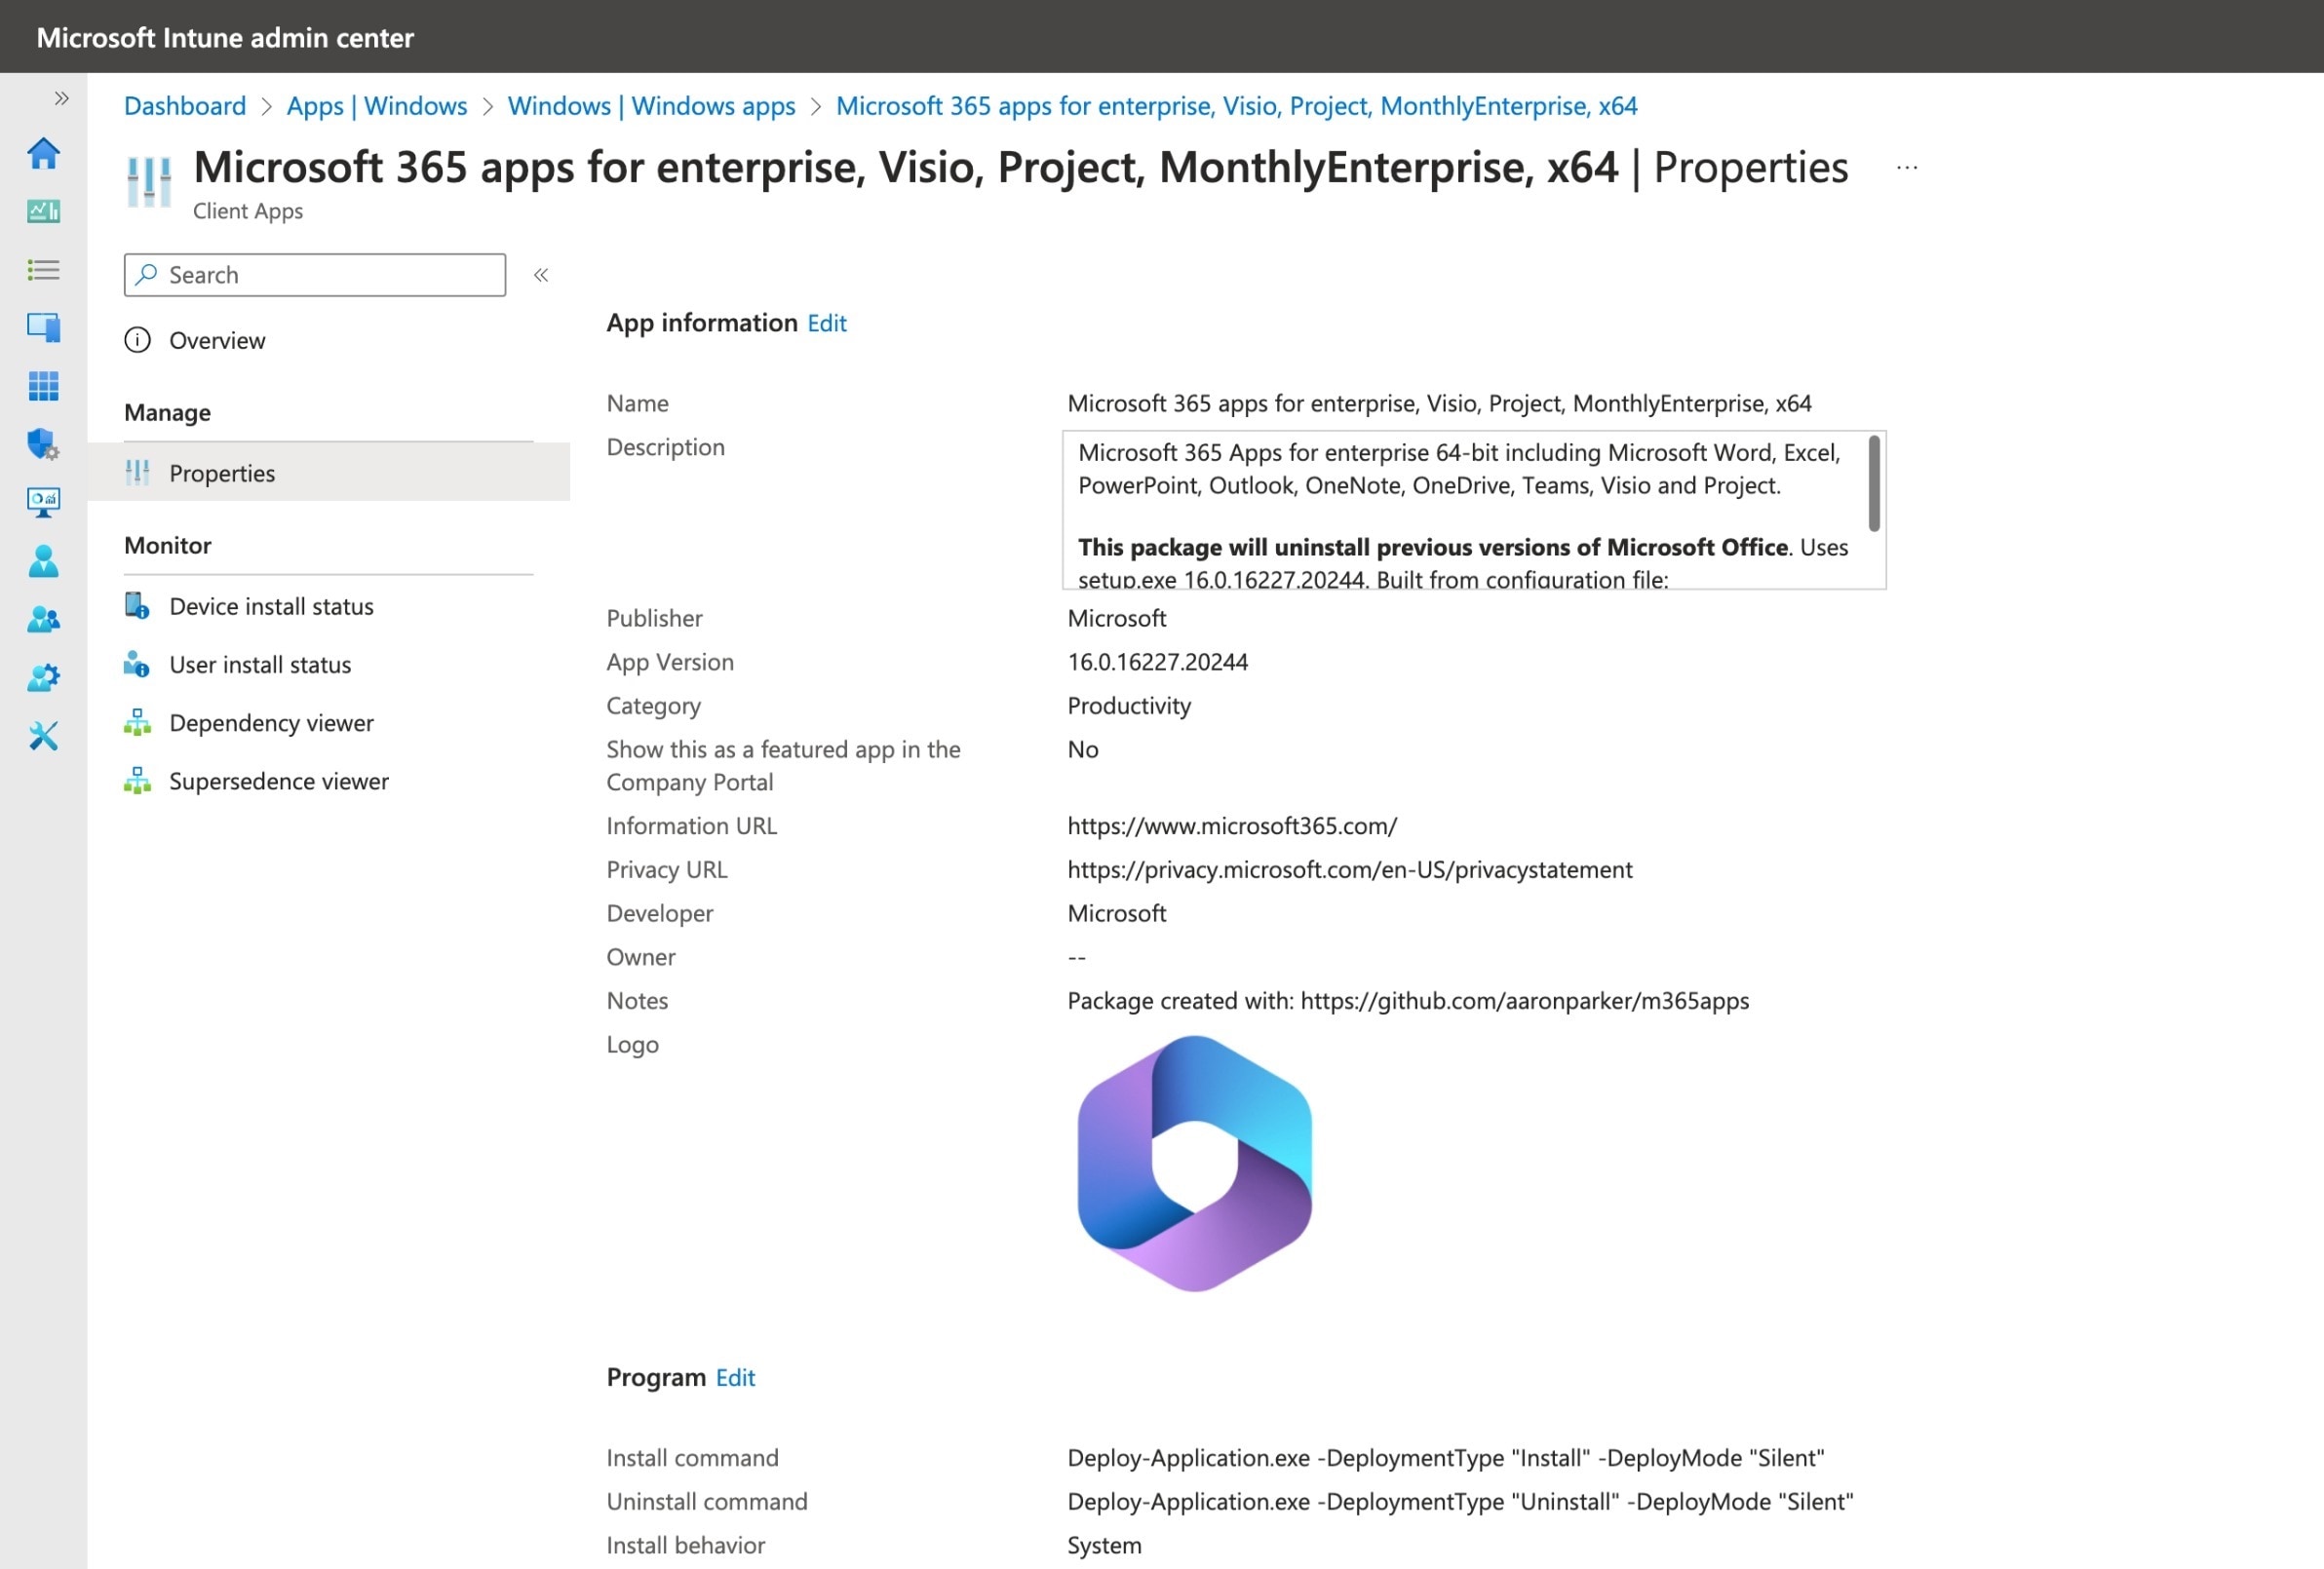 Microsoft Intune admin center
Dashboard > Apps | Windows > Windows | Windows apps > Microsoft 365 apps for enterprise, Visio, Project, MonthlyEnterprise, x64
Microsoft 365 apps for enterprise, Visio, Project, MonthlyEnterprise, x64 | Properties ...
Client Apps
Search
Overview
Manage
Properties
Monitor
Device install status
User install status
Dependency viewer
Supersedence viewer
App information Edit
Name Microsoft 365 apps for enterprise, Visio, Project, MonthlyEnterprise, x64
Description Microsoft 365 Apps for enterprise 64-bit including Microsoft Word, Excel,
PowerPoint, Outlook, OneNote, OneDrive, Teams, Visio and Project.
This package will uninstall previous versions of Microsoft Office. Uses
setup.exe 16.0.16227.20244. Built from configuration file:
Publisher Microsoft
App Version 16.0.16227.20244
Category Productivity
Show this as a featured app in the No
Company Portal
Information URL https://www.microsoft365.com/
Privacy URL https://privacy.microsoft.com/en-US/privacystatement
Developer Microsoft
Owner --
Notes Package created with: https://github.com/aaronparker/m365apps
Logo
Program Edit
Install command Deploy-Application.exe -DeploymentType "Install" -DeployMode "Silent"
Uninstall command Deploy-Application.exe -DeploymentType "Uninstall" -DeployMode "Silent"
Install behavior System